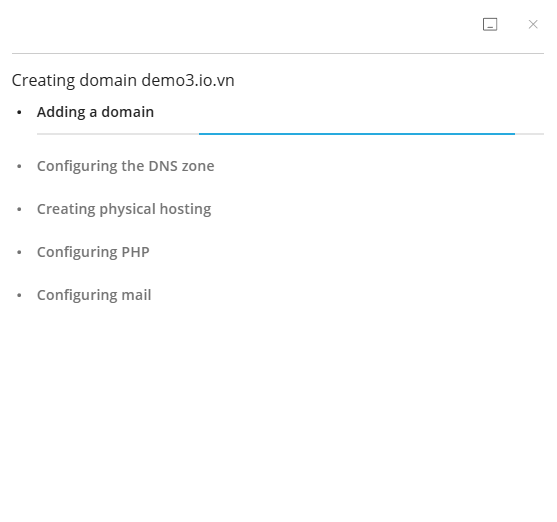 Creating domain demo3.io.vn
• Adding a domain
• Configuring the DNS zone
• Creating physical hosting
• Configuring PHP
• Configuring mail